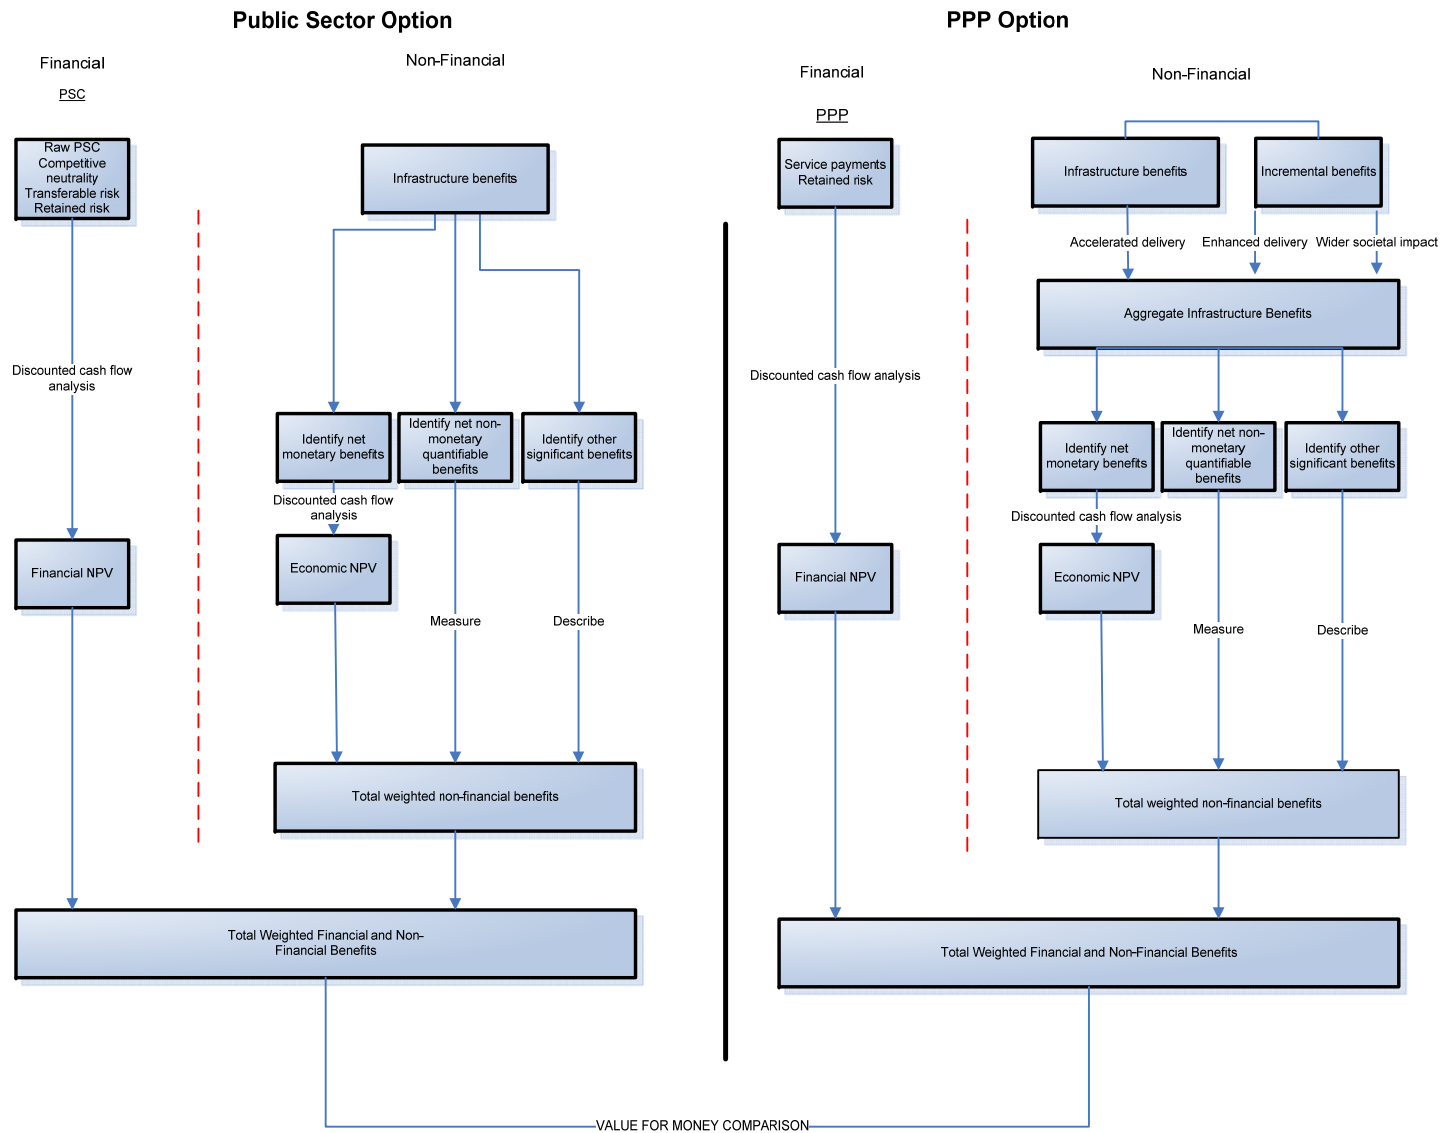 Public Sector Option
Financial
PSC
Non-Financial
Raw PSC
Competitive
neutrality
Transferable risk
Retained risk
Infrastructure benefits
Discounted cash flow
analysis
Identify net
monetary benefits
Identify net non-
monetary
quantifiable
benefits
Identify other
significant benefits
Discounted cash flow
analysis
Financial NPV
Economic NPV
Measure
Describe
Total weighted non-financial benefits
Total Weighted Financial and Non-
Financial Benefits
PPP Option
Financial
PPP
Non-Financial
Service payments
Retained risk
Infrastructure benefits
Incremental benefits
Accelerated delivery
Enhanced delivery
Wider societal impact
Aggregate Infrastructure Benefits
Discounted cash flow analysis
Identify net
monetary benefits
Identify net non-
monetary
quantifiable
benefits
Identify other
significant benefits
Discounted cash flow analysis
Financial NPV
Economic NPV
Measure
Describe
Total weighted non-financial benefits
Total Weighted Financial and Non-Financial Benefits
VALUE FOR MONEY COMPARISON